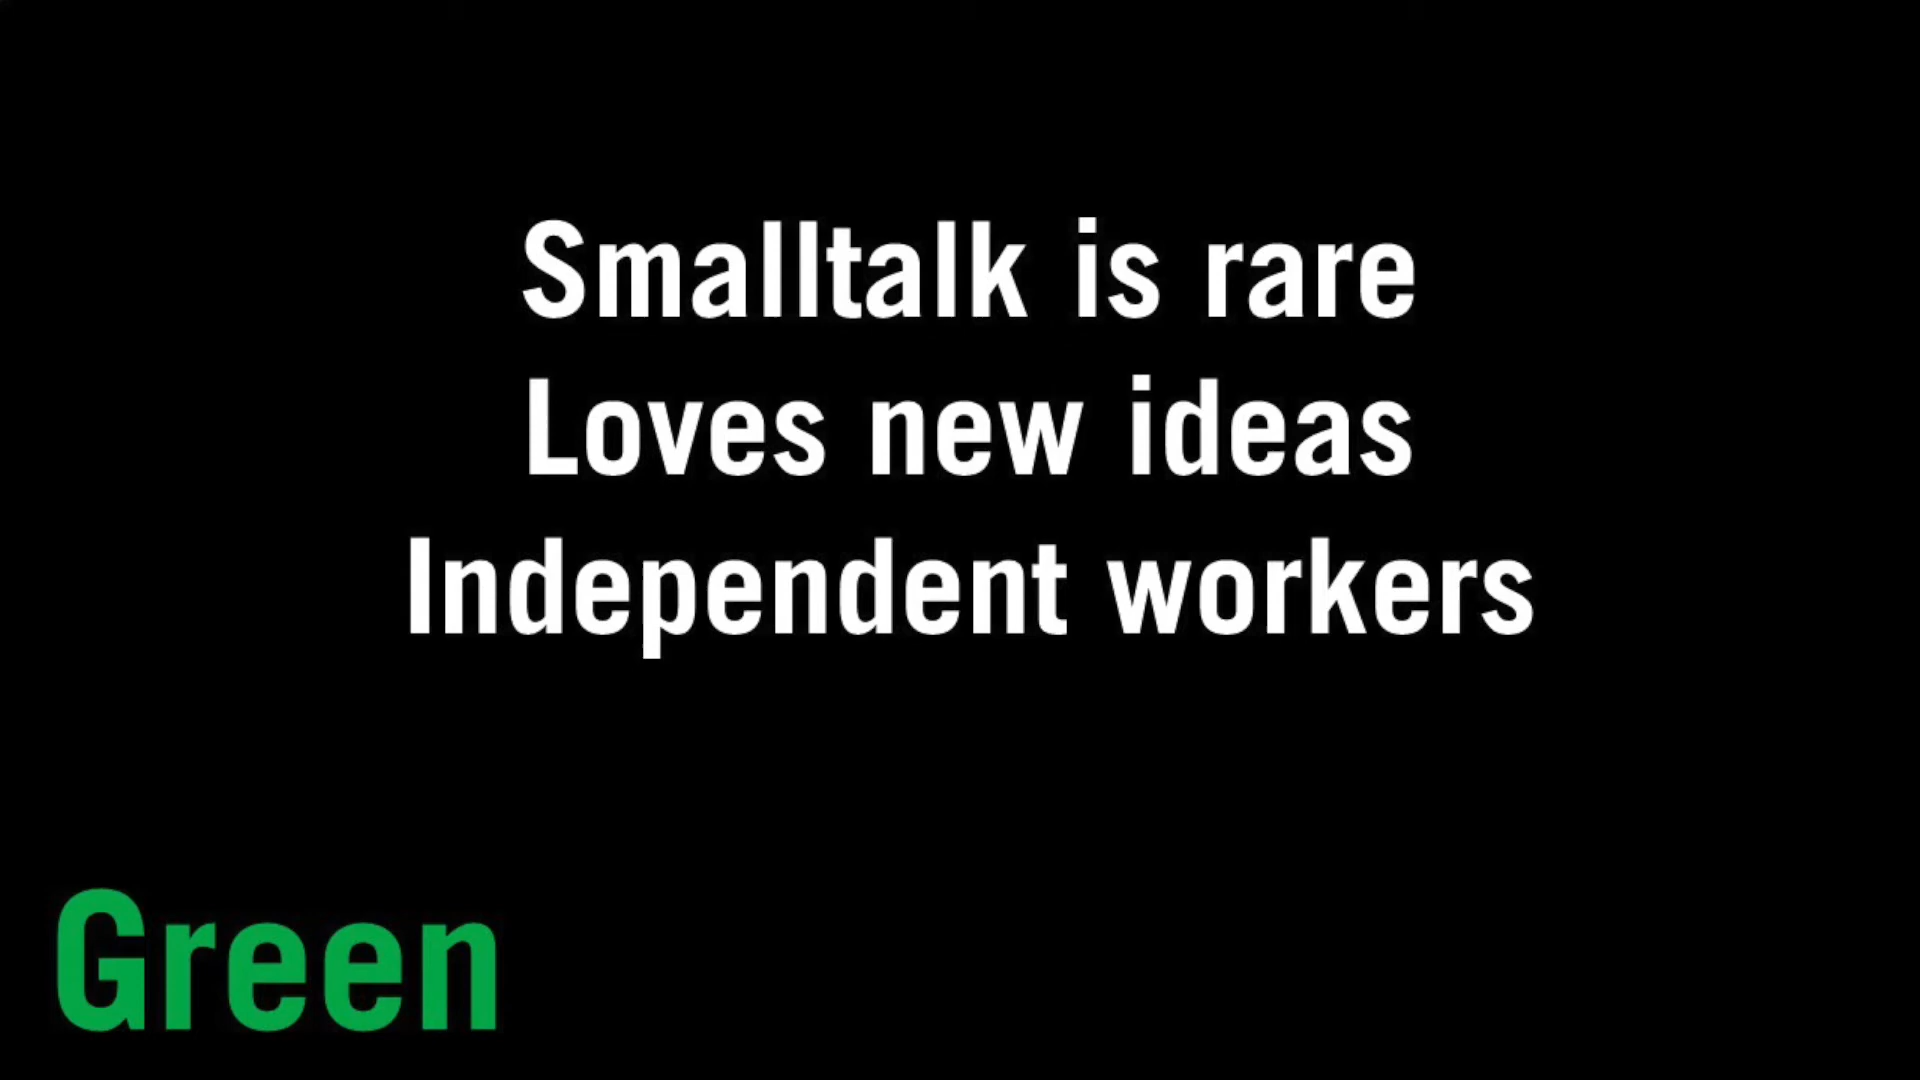 Smalltalk is rare
Loves new ideas
Independent workers
Green